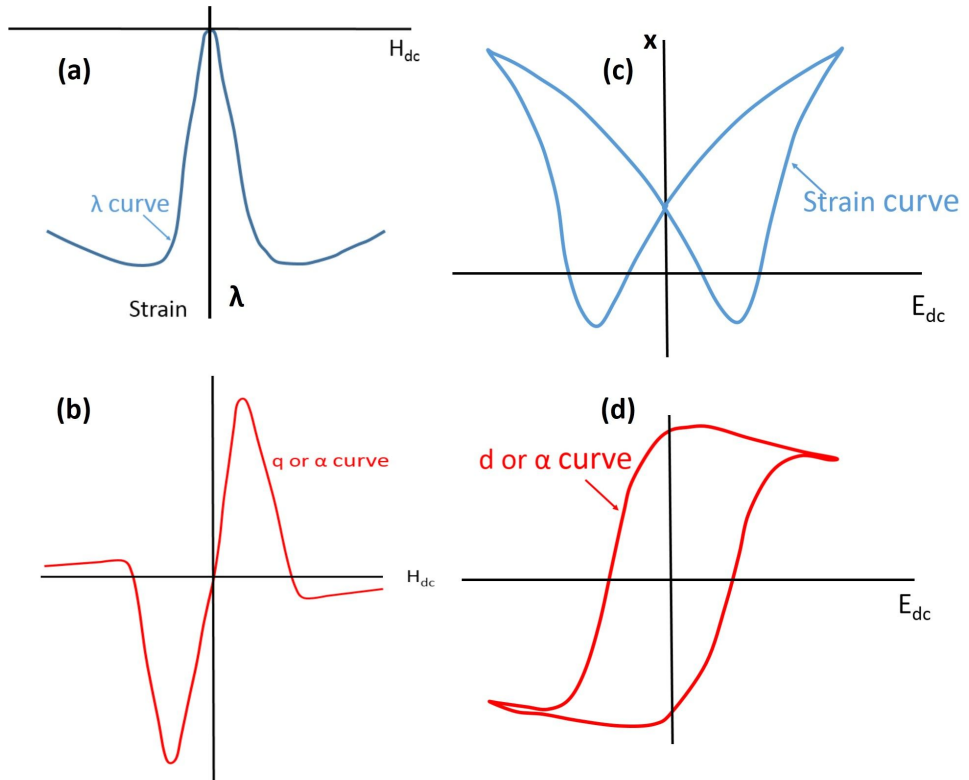 (a)
H_dc
λ curve
Strain
λ
(c)
x
Strain curve
E_dc
(b)
q or α curve
H_dc
(d)
d or α curve
E_dc